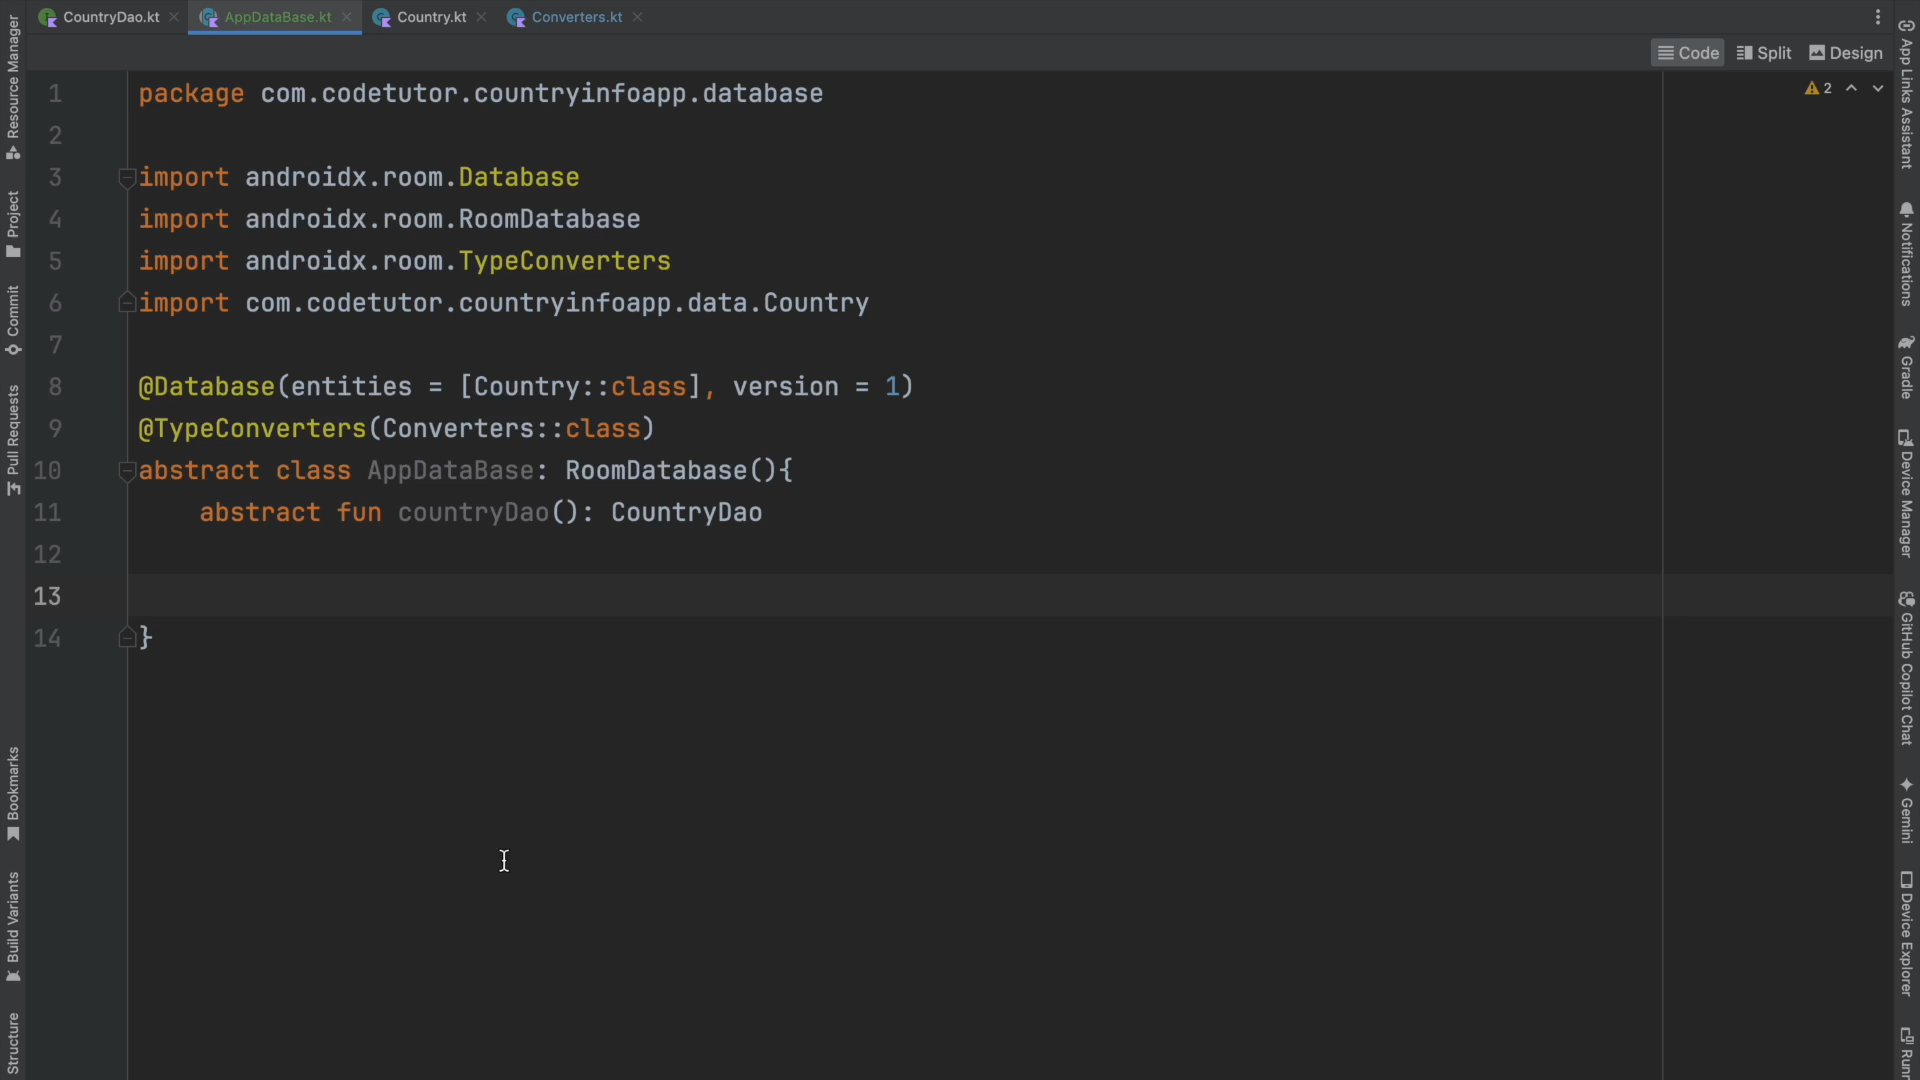 CountryDao.kt AppDataBase.kt Country.kt Converters.kt
Code Split Design
2
1 package com.codetutor.countryinfoapp.database
2
3 import androidx.room.Database
4 import androidx.room.RoomDatabase
5 import androidx.room.TypeConverters
6 import com.codetutor.countryinfoapp.data.Country
7
8 @Database(entities = [Country::class], version = 1)
9 @TypeConverters(Converters::class)
10 abstract class AppDataBase: RoomDatabase(){
11 abstract fun countryDao(): CountryDao
12
13
14 }
Resource Manager
Project
Commit
Pull Requests
Bookmarks
Build Variants
Structure
App Links Assistant
Notifications
Gradle
Device Manager
GitHub Copilot Chat
Gemini
Device Explorer